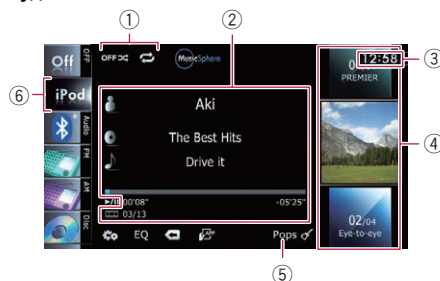 ① ②
OFF OFF OFF MusicSphere 12:58 ③
PREMIER
⑥ iPod
Aki
Audio
The Best Hits ④
FM
Drive it
AM
00'08" -05'25"
03/13
Disc
02/04
Eye-to-eye
EQ Pops
⑤